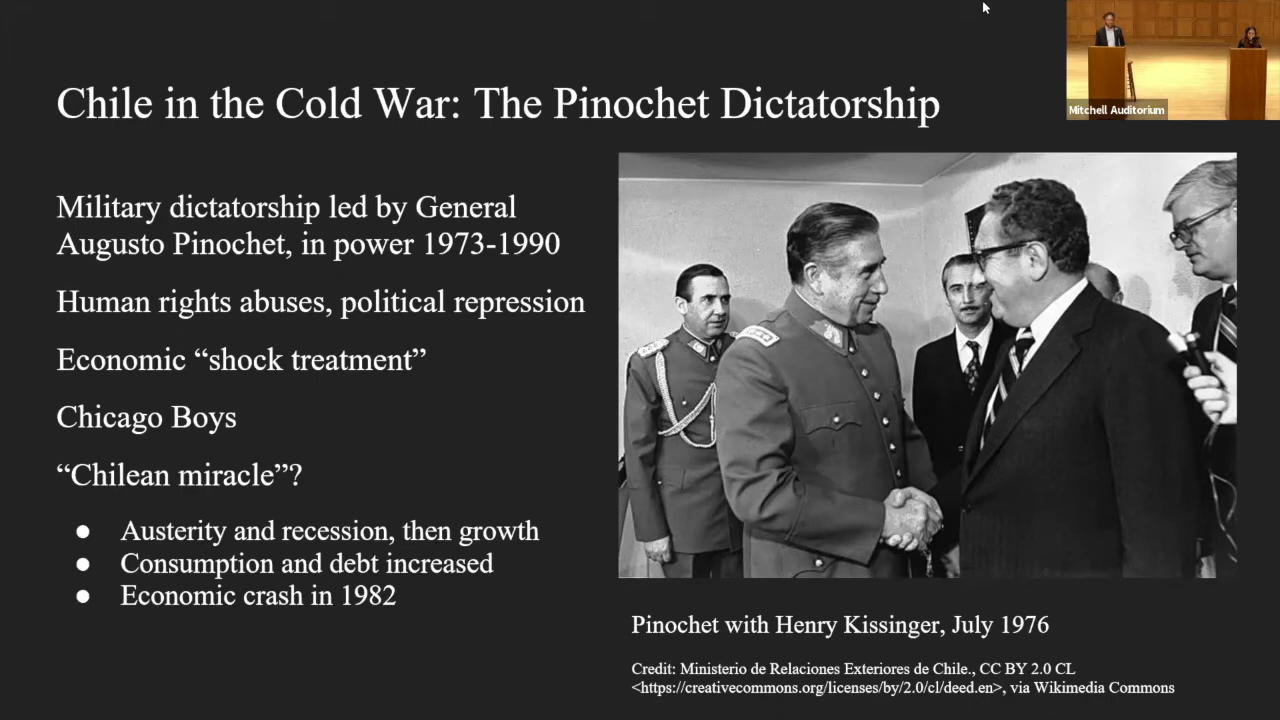 Chile in the Cold War: The Pinochet Dictatorship
Mitchell Auditorium
Military dictatorship led by General
Augusto Pinochet, in power 1973-1990
Human rights abuses, political repression
Economic “shock treatment”
Chicago Boys
“Chilean miracle”?
● Austerity and recession, then growth
● Consumption and debt increased
● Economic crash in 1982
Pinochet with Henry Kissinger, July 1976
Credit: Ministerio de Relaciones Exteriores de Chile., CC BY 2.0 CL
<https://creativecommons.org/licenses/by/2.0/cl/deed.en>, via Wikimedia Commons